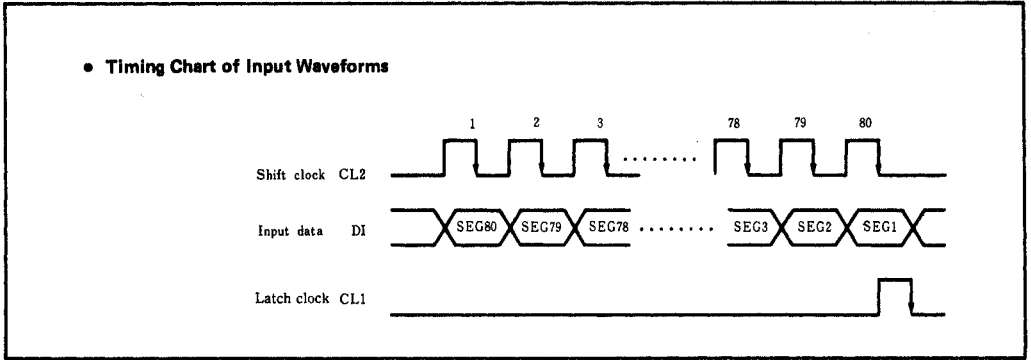 • Timing Chart of Input Waveforms
1 2 3 ········· 78 79 80
Shift clock CL2
Input data DI SEG80 SEG79 SEG78 ········ SEG3 SEG2 SEG1
Latch clock CL1